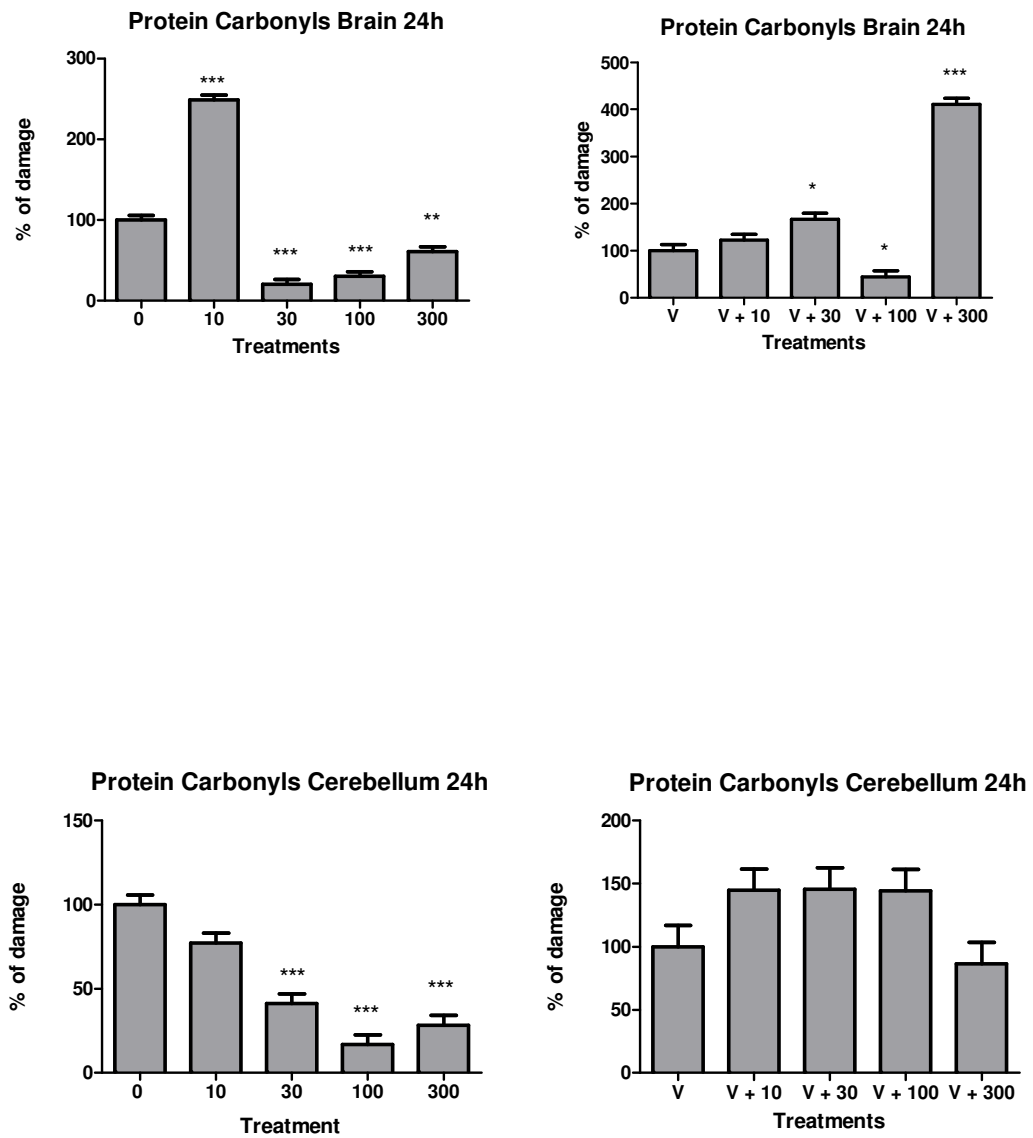 Protein Carbonyls Brain 24h
300
200
100
0
% of damage
***
***
***
**
0 10 30 100 300
Treatments
Protein Carbonyls Brain 24h
500
400
300
200
100
0
% of damage
*
*
***
V V + 10 V + 30 V + 100 V + 300
Treatments
Protein Carbonyls Cerebellum 24h
150
100
50
0
% of damage
***
***
***
0 10 30 100 300
Treatment
Protein Carbonyls Cerebellum 24h
200
150
100
50
0
% of damage
V V + 10 V + 30 V + 100 V + 300
Treatments